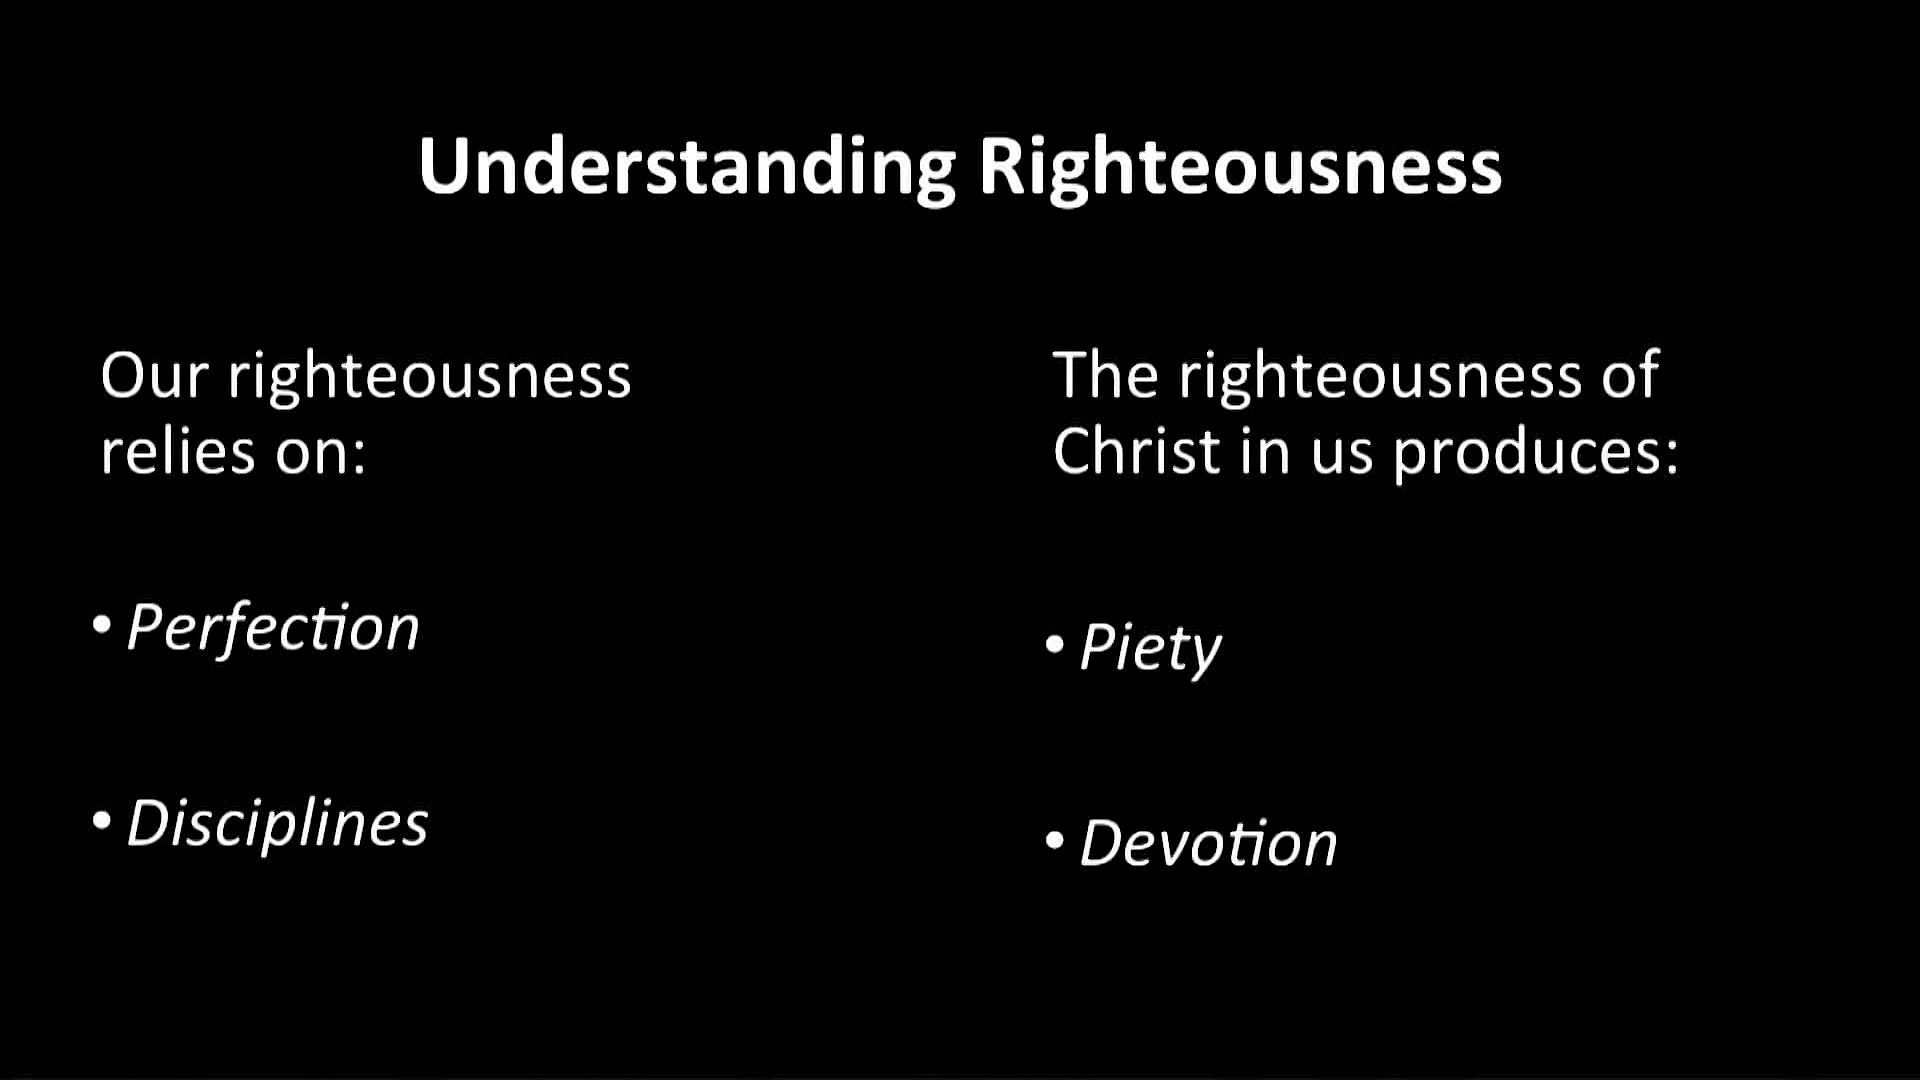 Understanding Righteousness
Our righteousness
relies on:
• Perfection
• Disciplines
The righteousness of
Christ in us produces:
• Piety
• Devotion